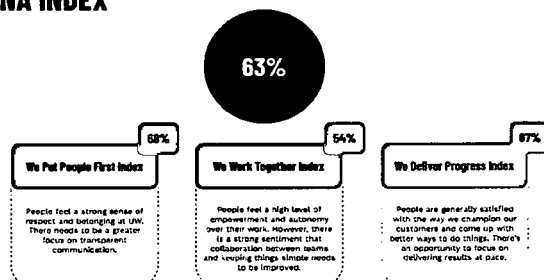 NA INDEX
63%
68%
We Put People First Index
People feel a strong sense of
respect and belonging at UW.
There needs to be a greater
focus on transparent
communication.
54%
We Work Together Index
People feel a high level of
empowerment and autonomy
over their work. However, there
is a strong sentiment that
collaboration between teams
and keeping things simple needs
to be improved.
67%
We Deliver Progress Index
People are generally satisfied
with the way we champion our
customers and come up with
better ways to do things. There's
an opportunity to focus on
delivering results at pace.